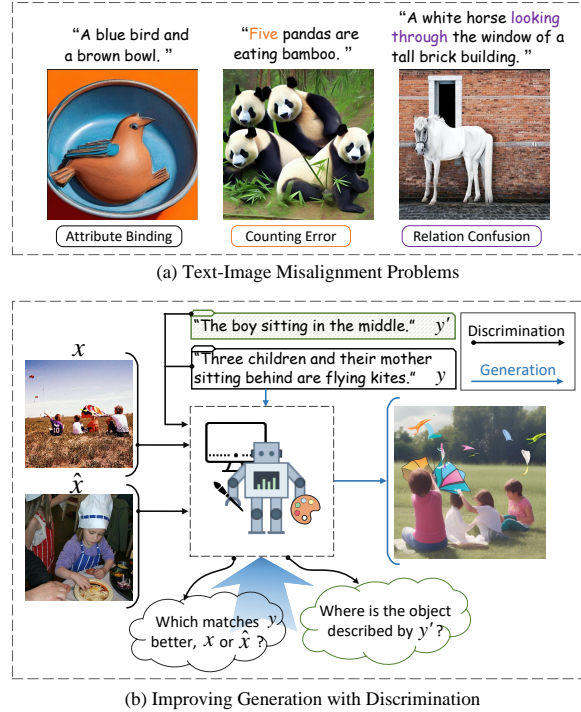 “A blue bird and
a brown bowl. ”
“Five pandas are
eating bamboo. ”
“A white horse looking
through the window of a
tall brick building. ”
Attribute Binding
Counting Error
Relation Confusion
(a) Text-Image Misalignment Problems
“The boy sitting in the middle.” y′
“Three children and their mother
sitting behind are flying kites.” y
Discrimination
Generation
x
x̂
Which matches y
better, x or x̂ ?
Where is the object
described by y′ ?
(b) Improving Generation with Discrimination